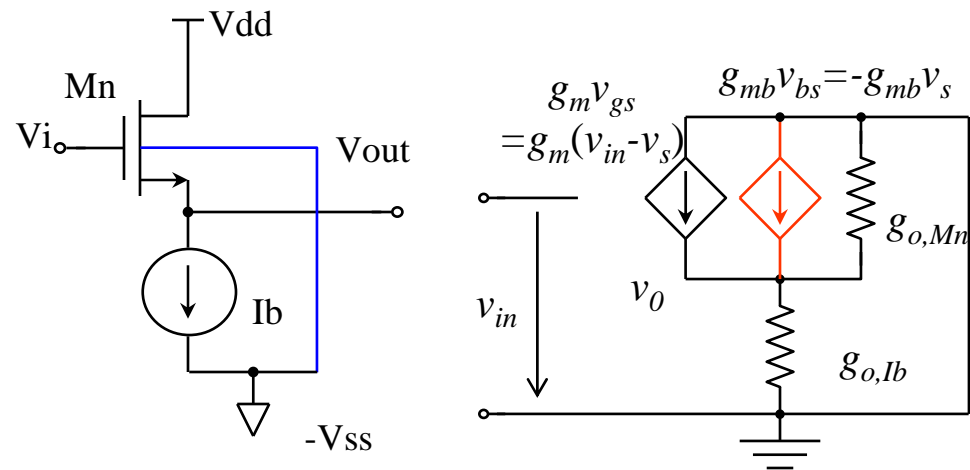 Vdd
Mn
Vi
Vout
Ib
-Vss
g_m v_gs
=g_m(v_in-v_s)
g_mb v_bs=-g_mb v_s
g_o,Mn
v_0
v_in
g_o,Ib